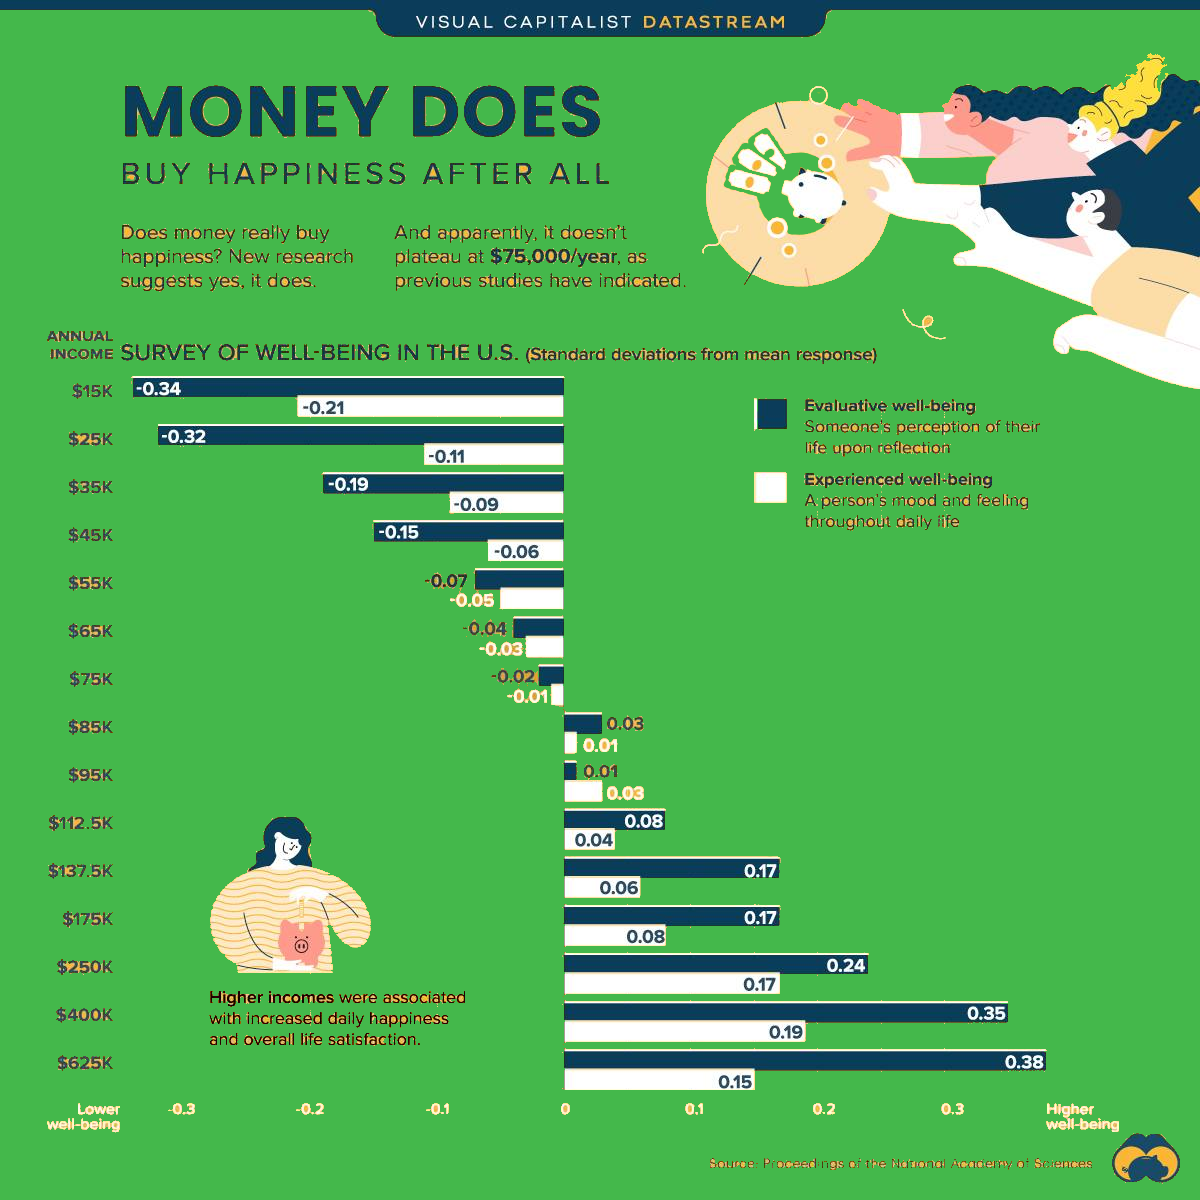 VISUAL CAPITALIST DATASTREAM
MONEY DOES
BUY HAPPINESS AFTER ALL
Does money really buy
happiness? New research
suggests yes, it does.
And apparently, it doesn't
plateau at $75,000/year, as
previous studies have indicated.
ANNUAL
INCOME
SURVEY OF WELL-BEING IN THE U.S. (Standard deviations from mean response)
Evaluative well-being
Someone's perception of their
life upon reflection
Experienced well-being
A person's mood and feeling
throughout daily life
$15K
-0.34
-0.21
$25K
-0.32
-0.11
$35K
-0.19
-0.09
$45K
-0.15
-0.06
$55K
-0.07
-0.05
$65K
-0.04
-0.03
$75K
-0.02
-0.01
$85K
0.03
0.01
$95K
0.01
0.03
$112.5K
0.08
0.04
$137.5K
0.17
0.06
$175K
0.17
0.08
$250K
0.24
0.17
$400K
0.35
0.19
$625K
0.38
0.15
Higher incomes were associated
with increased daily happiness
and overall life satisfaction.
Lower
well-being
-0.3 -0.2 -0.1 0 0.1 0.2 0.3
Higher
well-being
Source: Proceedings of the National Academy of Sciences